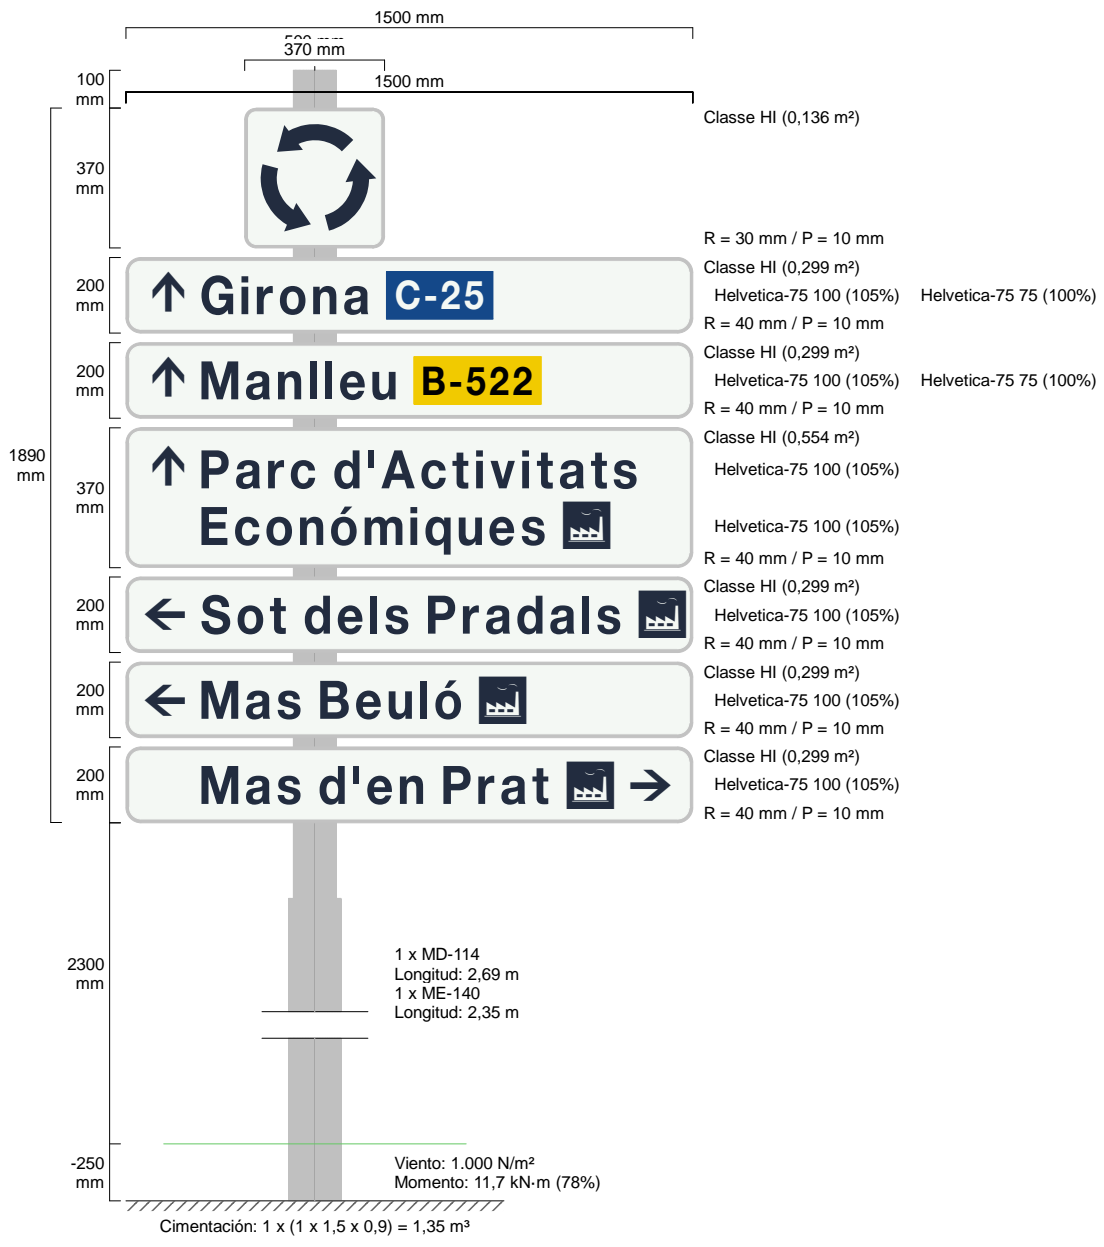 1500 mm
370 mm
1500 mm
100
mm
Classe HI (0,136 m²)
370
mm
R = 30 mm / P = 10 mm
200
mm
Girona C-25
Classe HI (0,299 m²)
Helvetica-75 100 (105%) Helvetica-75 75 (100%)
R = 40 mm / P = 10 mm
200
mm
Manlleu B-522
Classe HI (0,299 m²)
Helvetica-75 100 (105%) Helvetica-75 75 (100%)
R = 40 mm / P = 10 mm
1890
mm
370
mm
Parc d'Activitats
Económiques
Classe HI (0,554 m²)
Helvetica-75 100 (105%)
Helvetica-75 100 (105%)
R = 40 mm / P = 10 mm
200
mm
Sot dels Pradals
Classe HI (0,299 m²)
Helvetica-75 100 (105%)
R = 40 mm / P = 10 mm
200
mm
Mas Beuló
Classe HI (0,299 m²)
Helvetica-75 100 (105%)
R = 40 mm / P = 10 mm
200
mm
Mas d'en Prat
Classe HI (0,299 m²)
Helvetica-75 100 (105%)
R = 40 mm / P = 10 mm
2300
mm
1 x MD-114
Longitud: 2,69 m
1 x ME-140
Longitud: 2,35 m
-250
mm
Viento: 1.000 N/m²
Momento: 11,7 kN·m (78%)
Cimentación: 1 x (1 x 1,5 x 0,9) = 1,35 m³